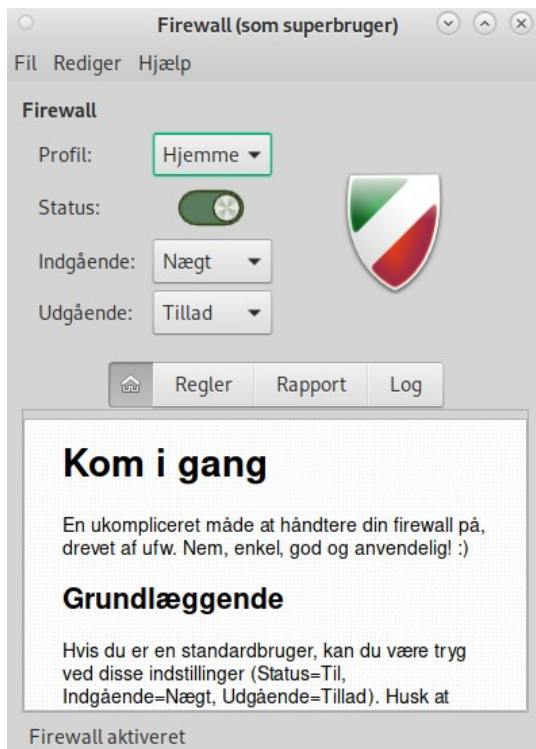 Firewall (som superbruger)
Fil Rediger Hjælp
Firewall
Profil: Hjemme
Status:
Indgående: Nægt
Udgående: Tillad
Regler Rapport Log
Kom i gang
En ukompliceret måde at håndtere din firewall på,
drevet af ufw. Nem, enkel, god og anvendelig! :)
Grundlæggende
Hvis du er en standardbruger, kan du være tryg
ved disse indstillinger (Status=Til,
Indgående=Nægt, Udgående=Tillad). Husk at
Firewall aktiveret